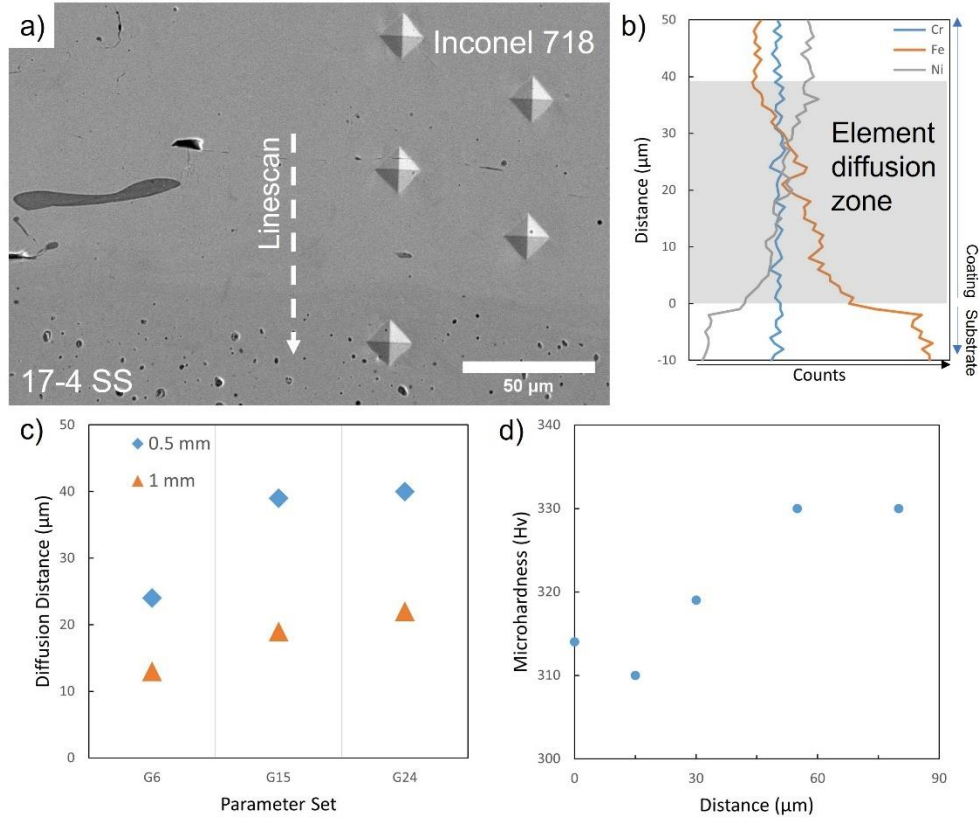 a)
Inconel 718
Linescan
17-4 SS
50 µm
b)
Cr
Fe
Ni
Element
diffusion
zone
50
40
30
20
10
0
-10
Distance (µm)
Counts
Coating
Substrate
c)
0.5 mm
1 mm
50
40
30
20
10
0
Diffusion Distance (µm)
G6 G15 G24
Parameter Set
d)
340
330
320
310
300
Microhardness (Hv)
0 30 60 90
Distance (µm)